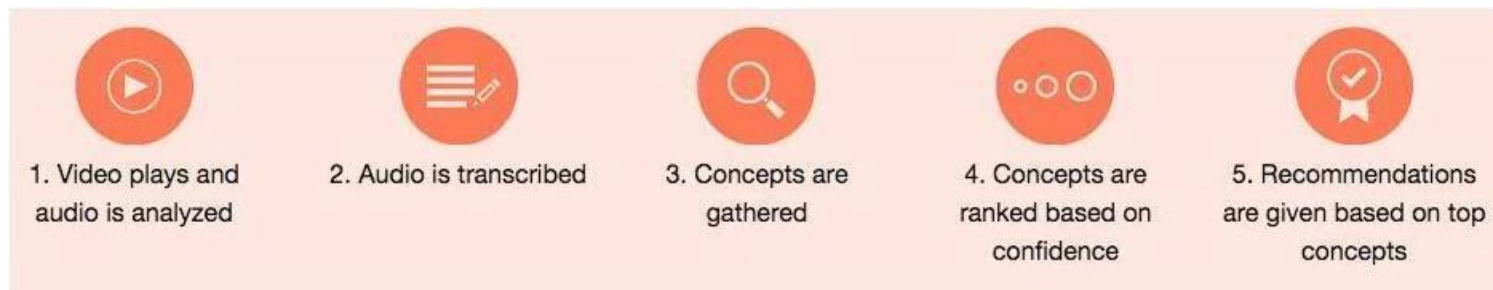 1. Video plays and
audio is analyzed
2. Audio is transcribed
3. Concepts are
gathered
4. Concepts are
ranked based on
confidence
5. Recommendations
are given based on top
concepts